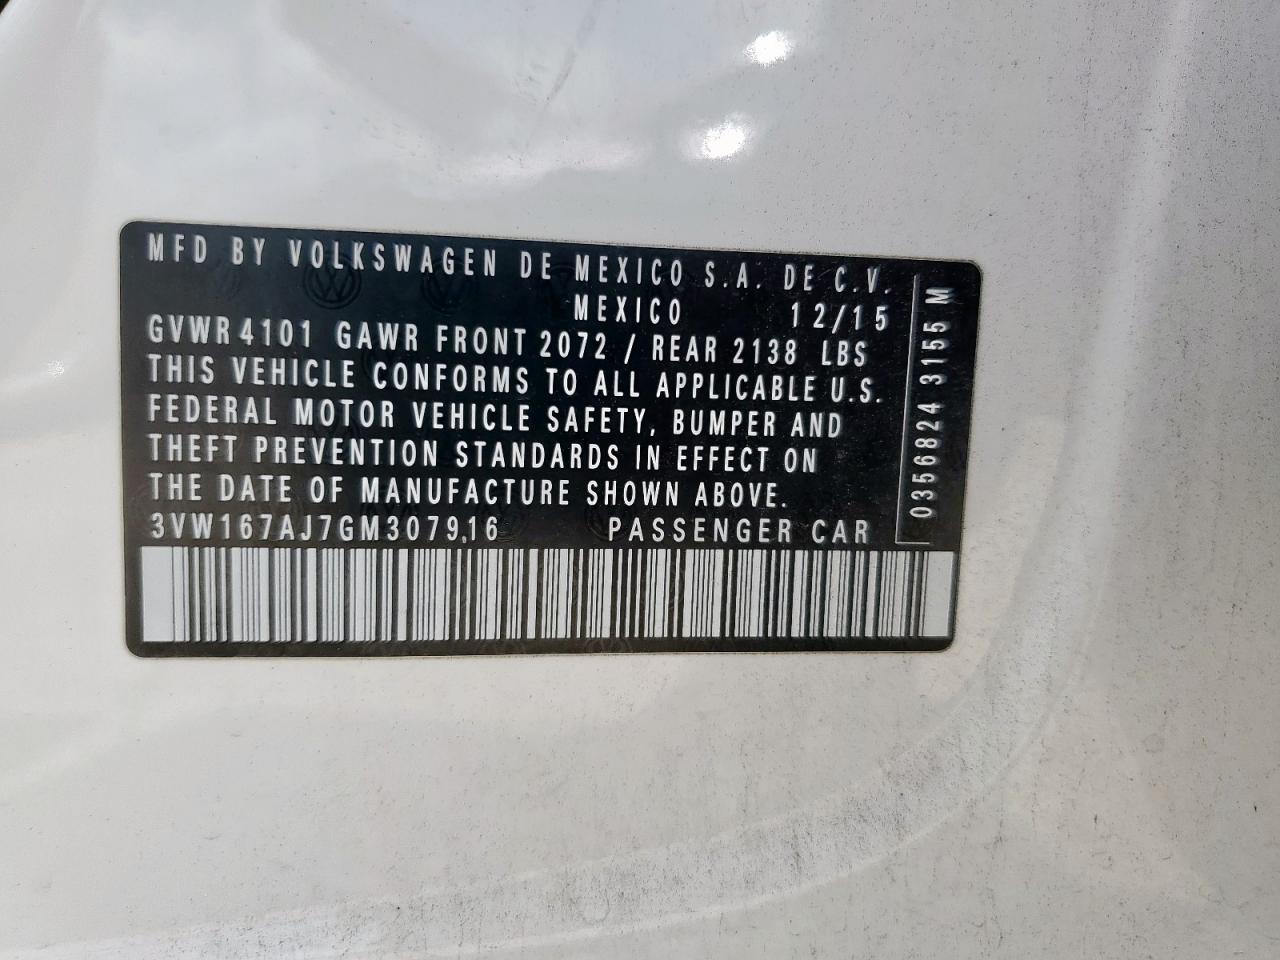 MFD BY VOLKSWAGEN DE MEXICO S.A. DE C.V.
MEXICO 12/15
GVWR 4101 GAWR FRONT 2072 / REAR 2138 LBS
THIS VEHICLE CONFORMS TO ALL APPLICABLE U.S.
FEDERAL MOTOR VEHICLE SAFETY, BUMPER AND
THEFT PREVENTION STANDARDS IN EFFECT ON
THE DATE OF MANUFACTURE SHOWN ABOVE.
3VW167AJ7GM307916 PASSENGER CAR
0356824 3155 M